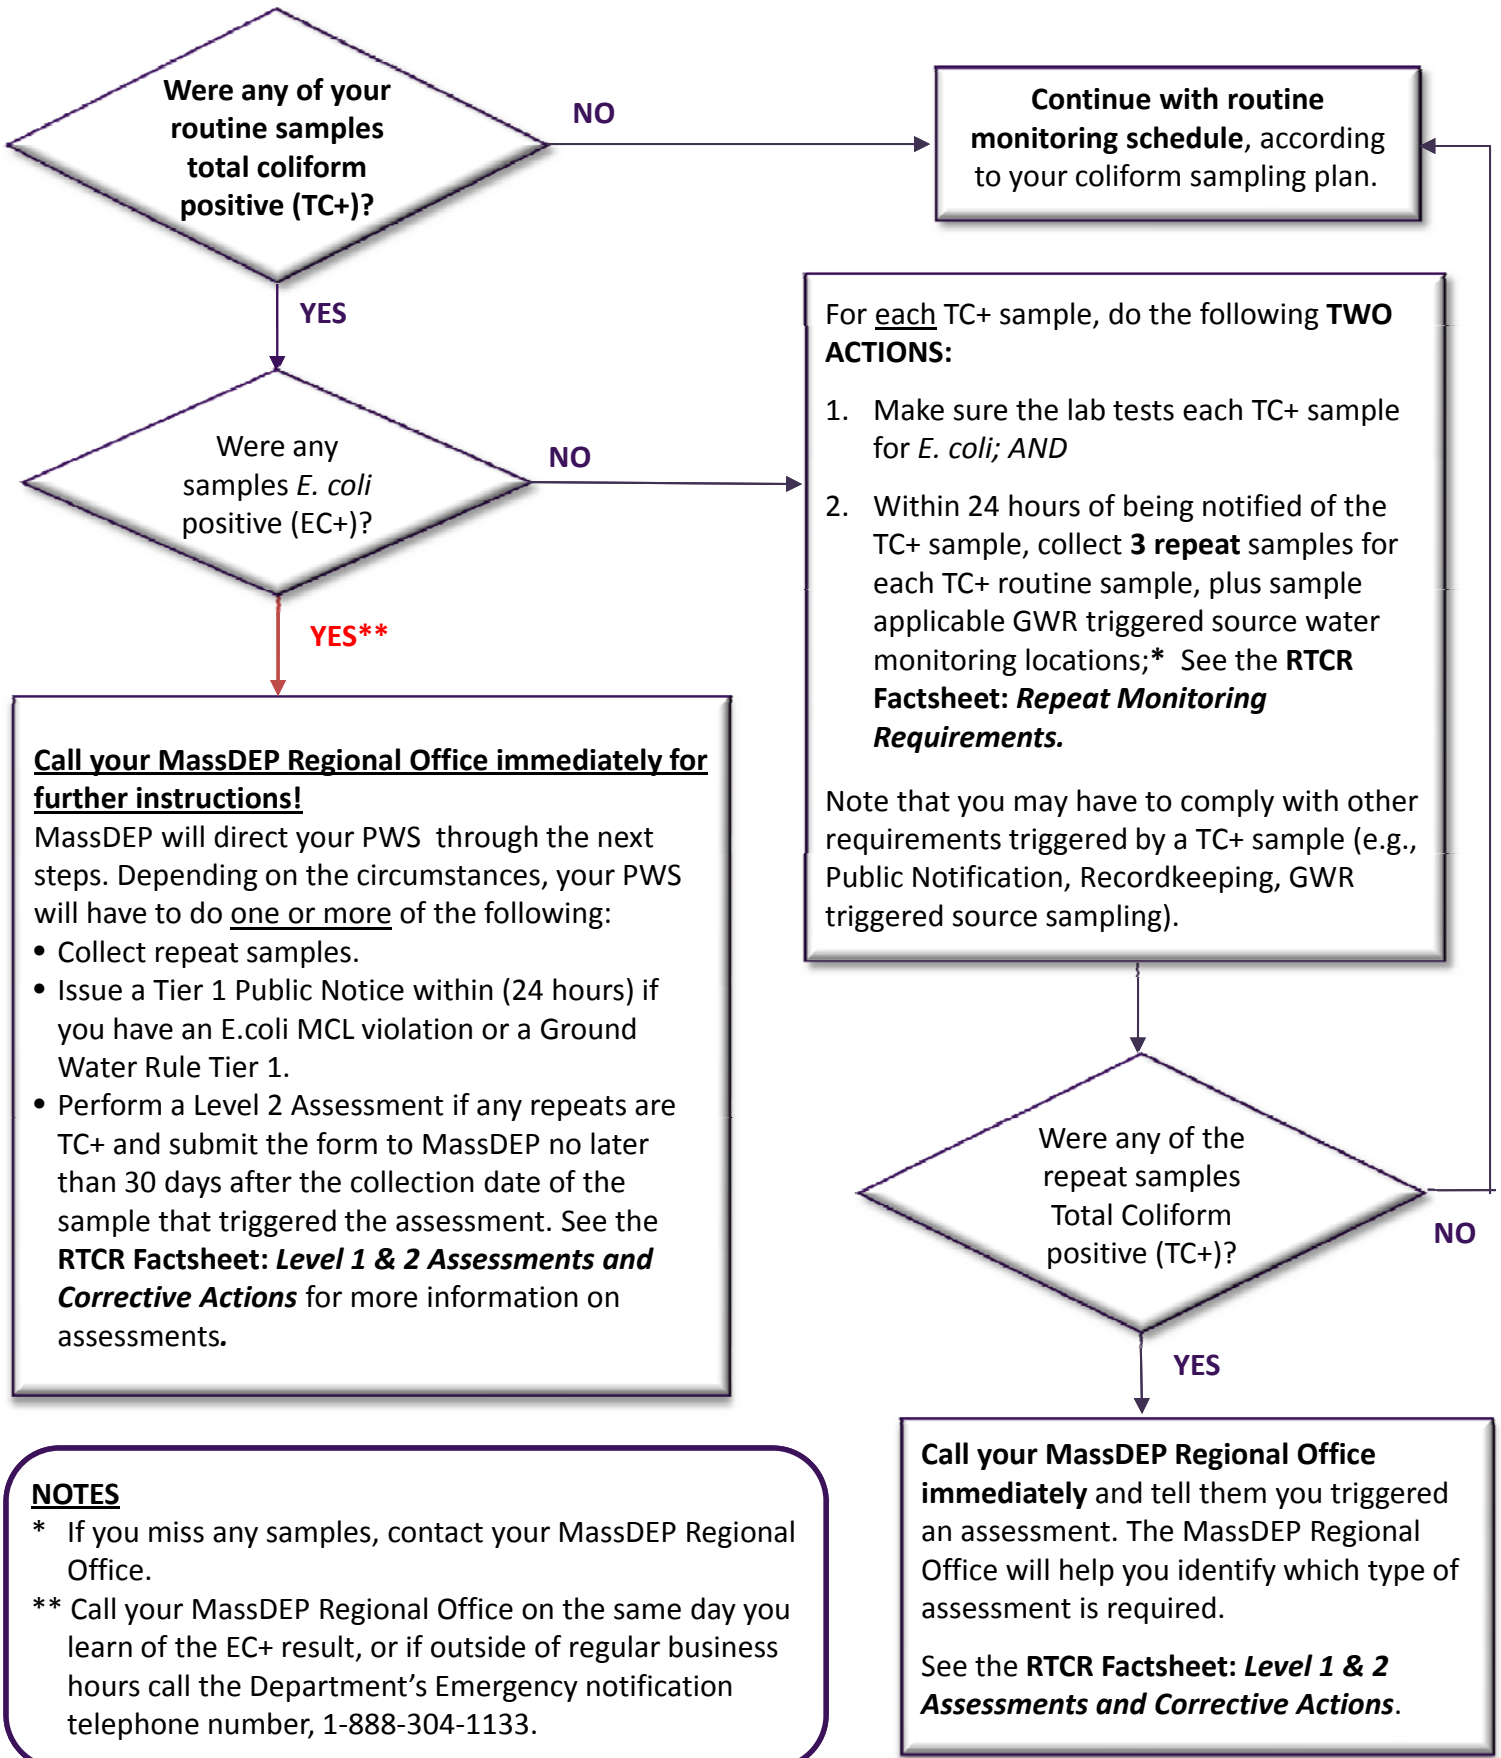 Were any of your
routine samples
total coliform
positive (TC+)?
NO
Continue with routine
monitoring schedule, according
to your coliform sampling plan.
YES
Were any
samples E. coli
positive (EC+)?
NO
For each TC+ sample, do the following TWO
ACTIONS:
1. Make sure the lab tests each TC+ sample
for E. coli; AND
2. Within 24 hours of being notified of the
TC+ sample, collect 3 repeat samples for
each TC+ routine sample, plus sample
applicable GWR triggered source water
monitoring locations;* See the RTCR
Factsheet: Repeat Monitoring
Requirements.
Note that you may have to comply with other
requirements triggered by a TC+ sample (e.g.,
Public Notification, Recordkeeping, GWR
triggered source sampling).
YES**
Call your MassDEP Regional Office immediately for
further instructions!
MassDEP will direct your PWS through the next
steps. Depending on the circumstances, your PWS
will have to do one or more of the following:
• Collect repeat samples.
• Issue a Tier 1 Public Notice within (24 hours) if
you have an E.coli MCL violation or a Ground
Water Rule Tier 1.
• Perform a Level 2 Assessment if any repeats are
TC+ and submit the form to MassDEP no later
than 30 days after the collection date of the
sample that triggered the assessment. See the
RTCR Factsheet: Level 1 & 2 Assessments and
Corrective Actions for more information on
assessments.
Were any of the
repeat samples
Total Coliform
positive (TC+)?
NO
YES
Call your MassDEP Regional Office
immediately and tell them you triggered
an assessment. The MassDEP Regional
Office will help you identify which type of
assessment is required.
See the RTCR Factsheet: Level 1 & 2
Assessments and Corrective Actions.
NOTES
* If you miss any samples, contact your MassDEP Regional
Office.
** Call your MassDEP Regional Office on the same day you
learn of the EC+ result, or if outside of regular business
hours call the Department’s Emergency notification
telephone number, 1-888-304-1133.